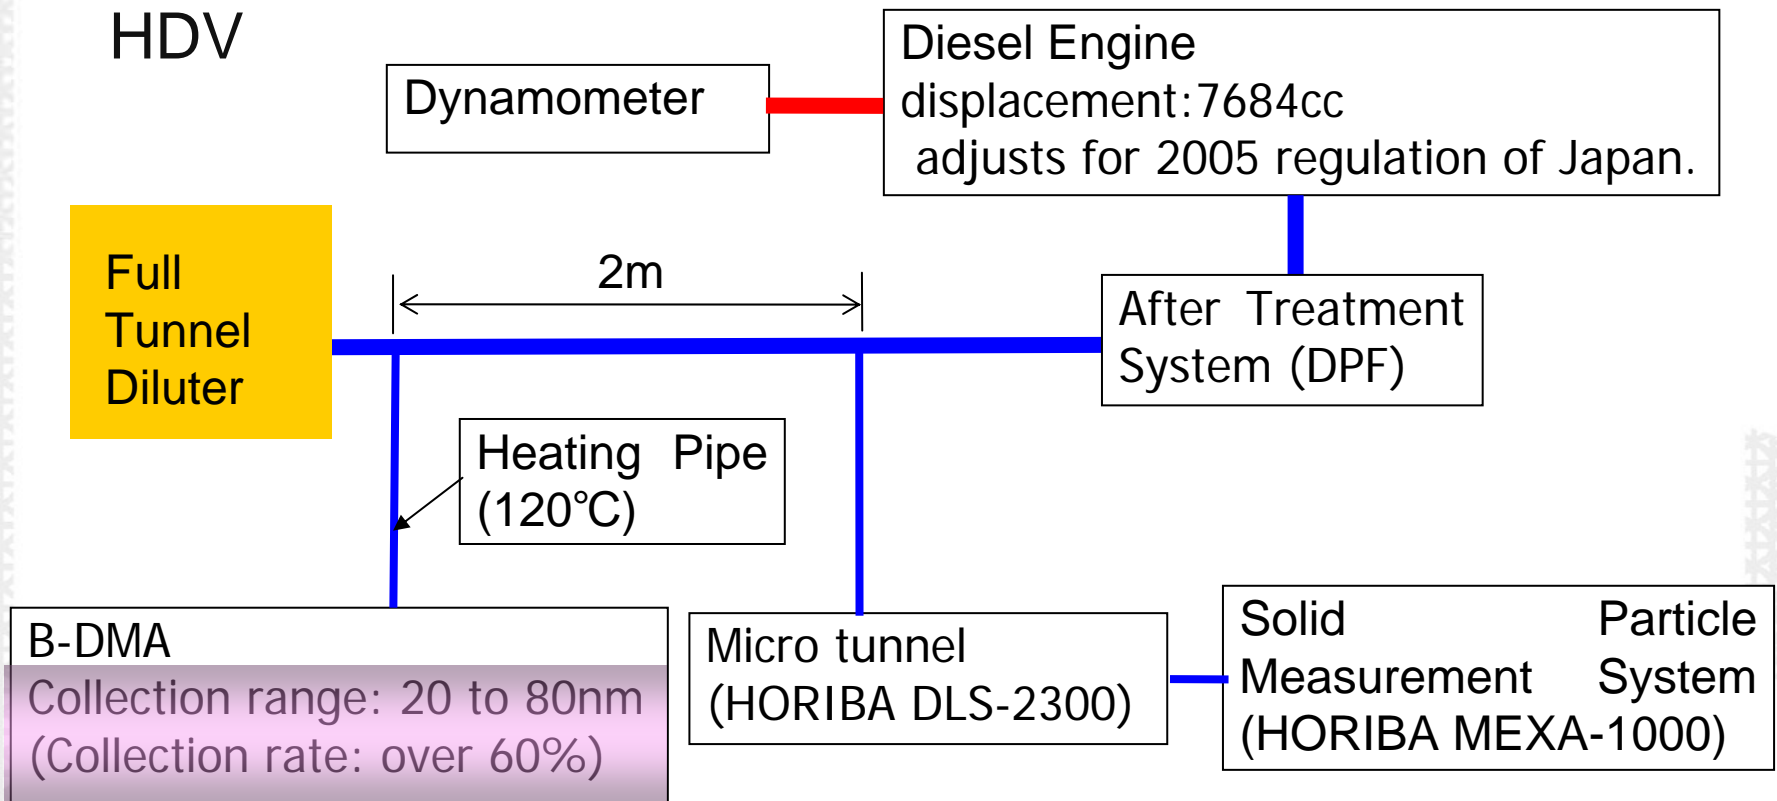 HDV
Dynamometer
Diesel Engine
displacement:7684cc
adjusts for 2005 regulation of Japan.
Full
Tunnel
Diluter
2m
After Treatment
System (DPF)
Heating Pipe
(120℃)
B-DMA
Collection range: 20 to 80nm
(Collection rate: over 60%)
Micro tunnel
(HORIBA DLS-2300)
Solid Particle
Measurement System
(HORIBA MEXA-1000)